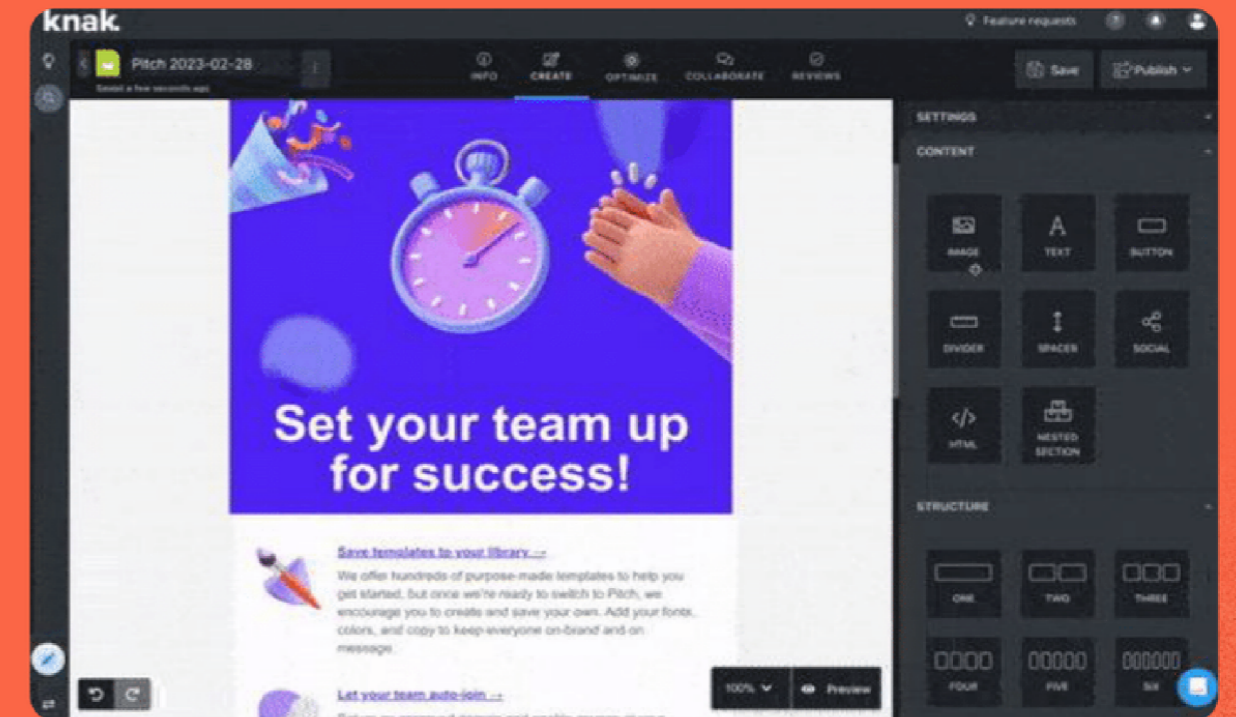 knak.
Feature requests
?
Pitch 2023-02-28
Saved a few seconds ago
INFO
CREATE
OPTIMIZE
COLLABORATE
REVIEWS
Save
Publish
SETTINGS
CONTENT
IMAGE
TEXT
BUTTON
DIVIDER
SPACER
SOCIAL
HTML
NESTED
SECTION
STRUCTURE
ONE
TWO
THREE
FOUR
FIVE
SIX
Set your team up
for success!
Save templates to your library →
We offer hundreds of purpose-made templates to help you
get started, but once we're ready to switch to Pitch, we
encourage you to create and save your own. Add your fonts,
colors, and copy to keep everyone on-brand and on
message.
Let your team auto-join →
100%
Preview